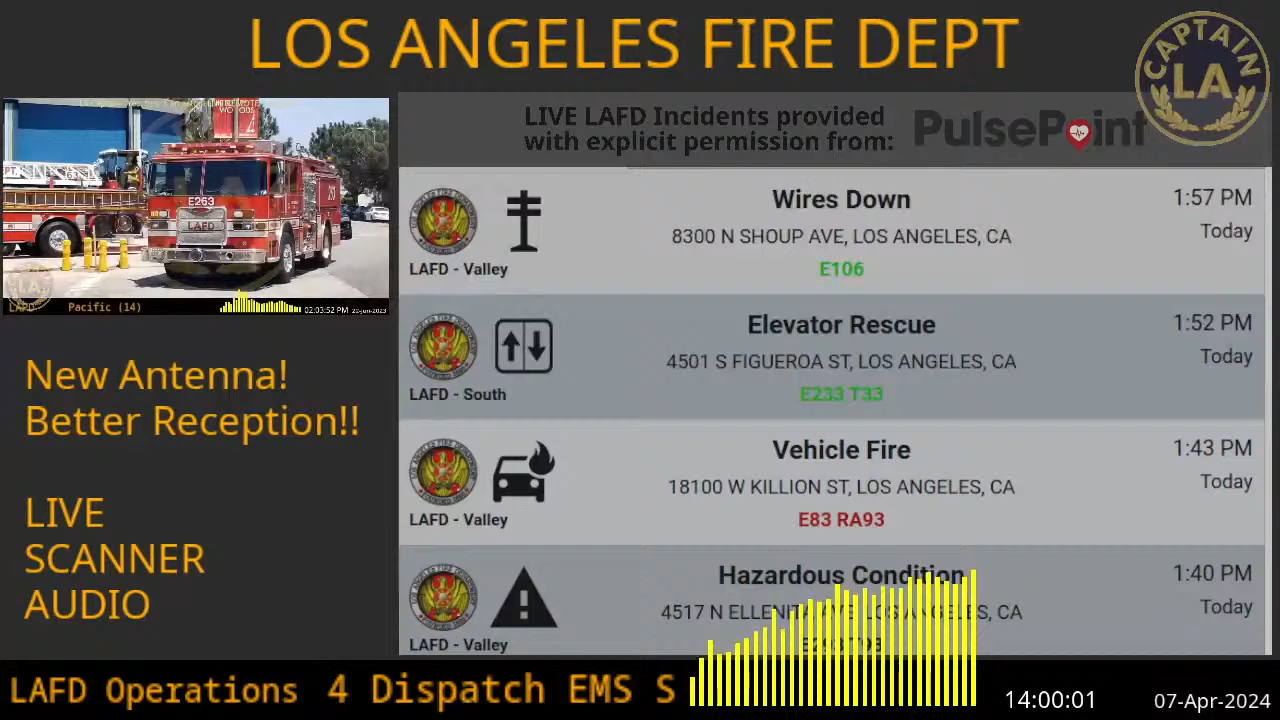 LOS ANGELES FIRE DEPT
CAPTAIN
LA
LIVE LAFD Incidents provided
with explicit permission from:
PulsePoint
E263
LAFD
Pacific (14)
02:03:52 PM
Wires Down
1:57 PM
8300 N SHOUP AVE, LOS ANGELES, CA
Today
E106
LAFD - Valley
Elevator Rescue
1:52 PM
4501 S FIGUEROA ST, LOS ANGELES, CA
Today
E233 T33
LAFD - South
Vehicle Fire
1:43 PM
18100 W KILLION ST, LOS ANGELES, CA
Today
E83 RA93
LAFD - Valley
Hazardous Condition
1:40 PM
4517 N ELLENITA AVE, LOS ANGELES, CA
Today
LAFD - Valley
New Antenna!
Better Reception!!
LIVE
SCANNER
AUDIO
LAFD Operations 4 Dispatch EMS S
14:00:01
07-Apr-2024